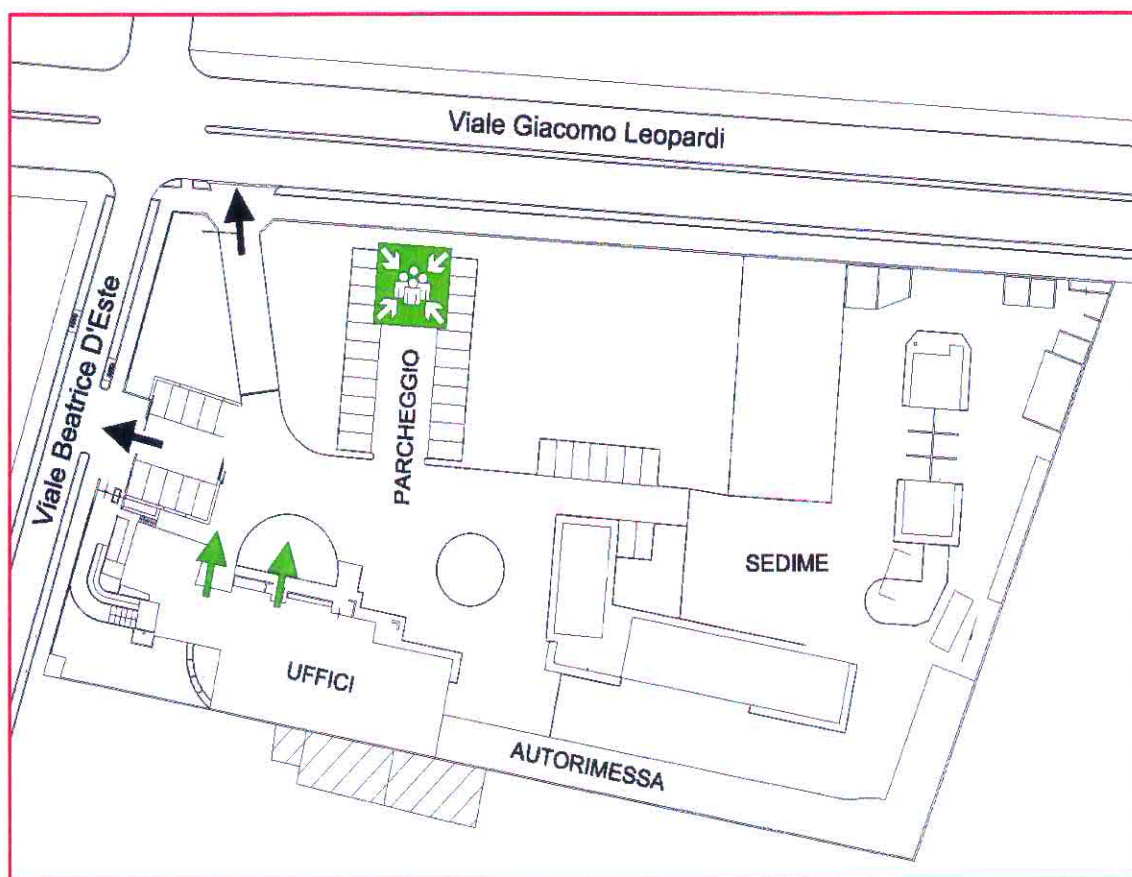 Viale Giacomo Leopardi
Viale Beatrice D'Este
PARCHEGGIO
SEDIME
UFFICI
AUTORIMESSA